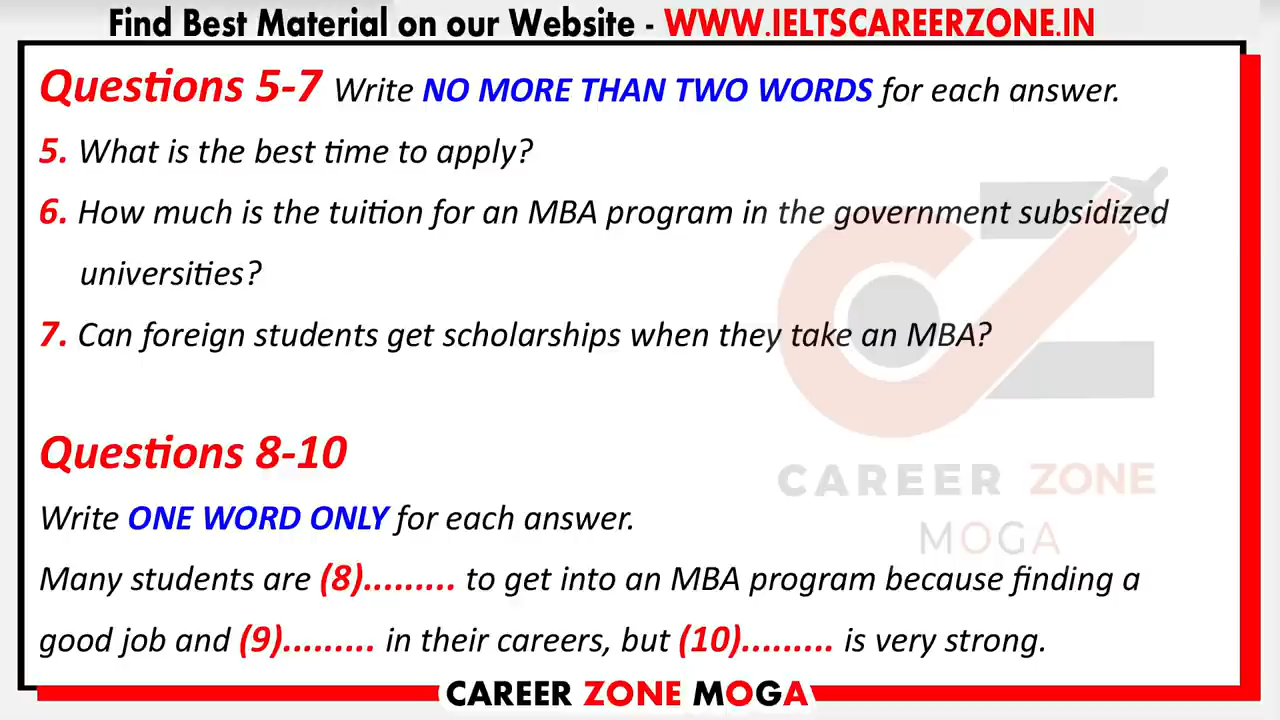 Find Best Material on our Website - WWW.IELTSCAREERZONE.IN
Questions 5-7 Write NO MORE THAN TWO WORDS for each answer.
5. What is the best time to apply?
6. How much is the tuition for an MBA program in the government subsidized
universities?
7. Can foreign students get scholarships when they take an MBA?
CAREER ZONE
MOGA
Questions 8-10
Write ONE WORD ONLY for each answer.
Many students are (8)......... to get into an MBA program because finding a
good job and (9)......... in their careers, but (10)......... is very strong.
CAREER ZONE MOGA